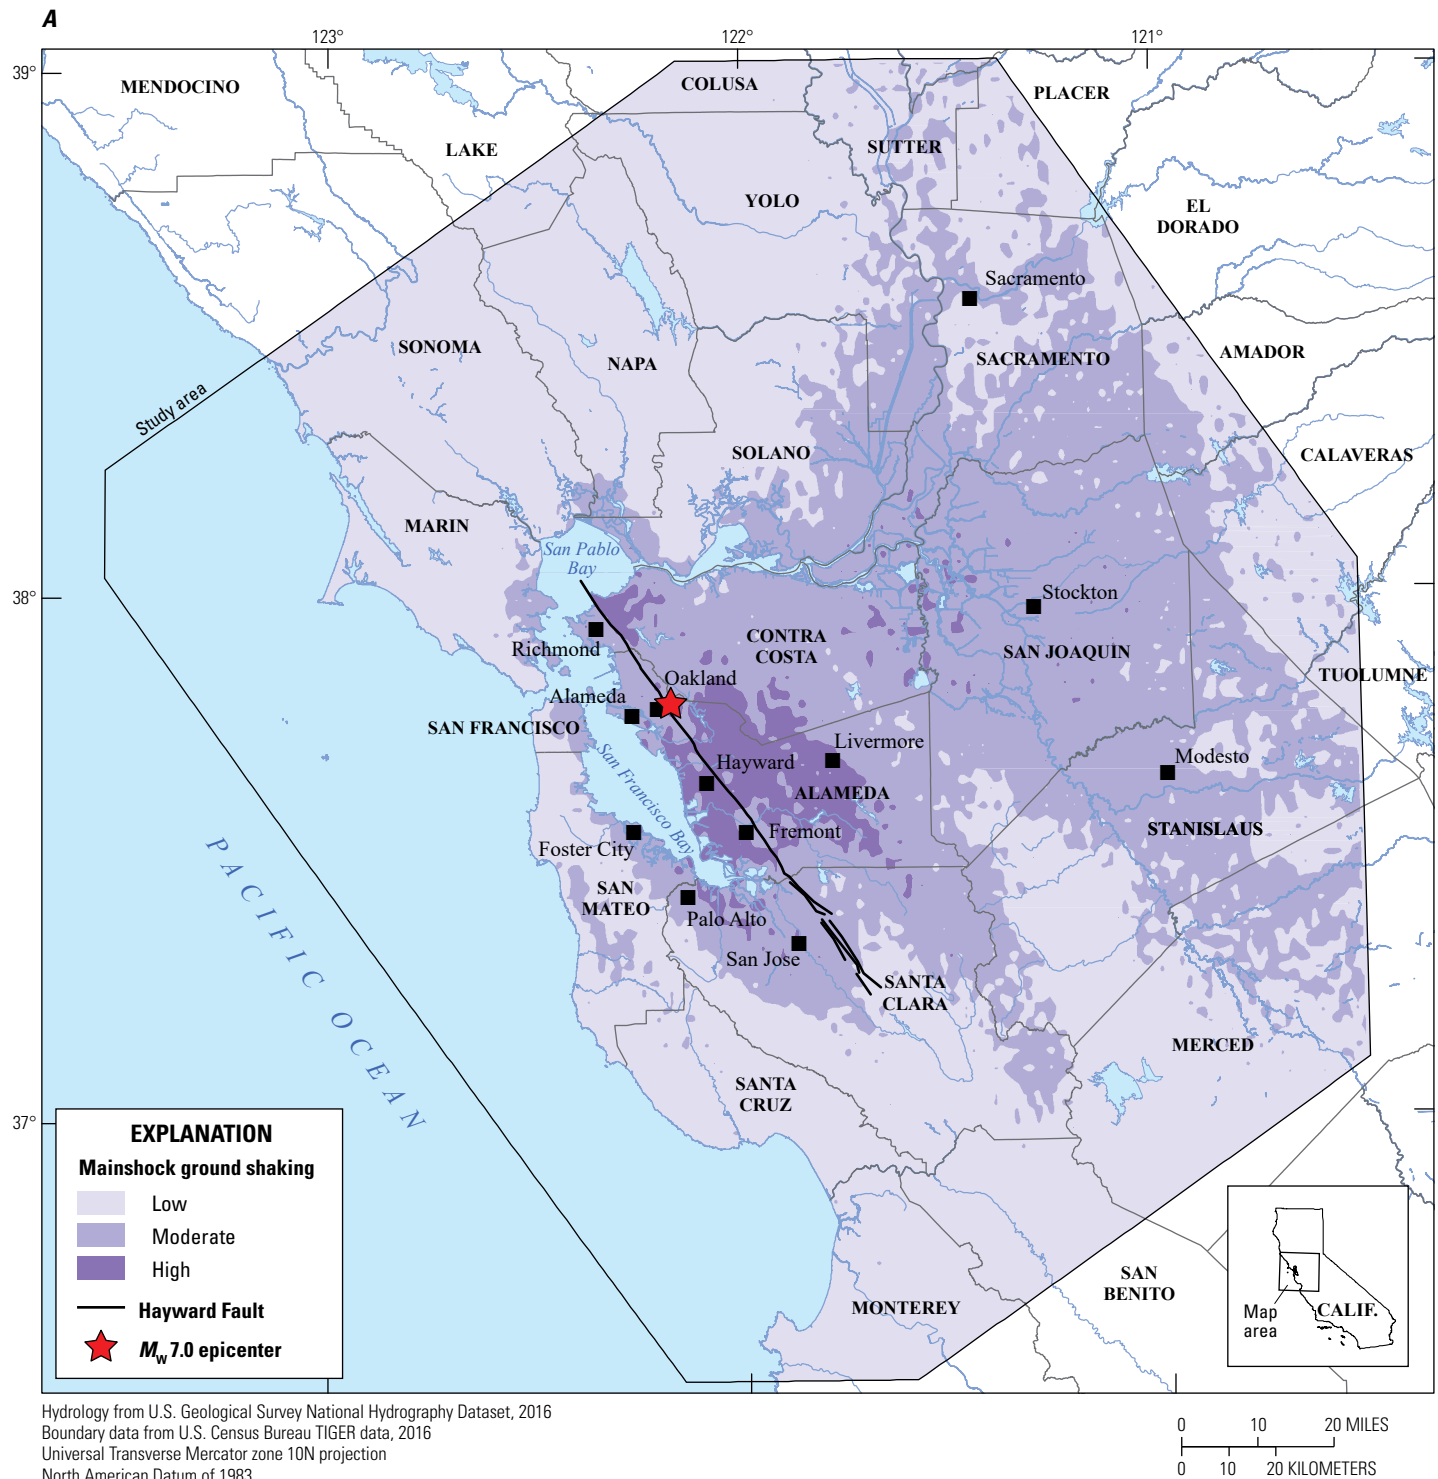 A
123°
122°
121°
39°
38°
37°
MENDOCINO
COLUSA
PLACER
LAKE
SUTTER
YOLO
EL
DORADO
Sacramento
SONOMA
NAPA
SACRAMENTO
AMADOR
Study area
SOLANO
CALAVERAS
MARIN
San Pablo
Bay
Stockton
CONTRA
COSTA
Richmond
SAN JOAQUIN
TUOLUMNE
Oakland
Alameda
SAN FRANCISCO
Livermore
Modesto
Hayward
San Francisco Bay
ALAMEDA
Fremont
STANISLAUS
Foster City
SAN
MATEO
Palo Alto
San Jose
SANTA
CLARA
PACIFIC OCEAN
MERCED
SANTA
CRUZ
SAN
BENITO
MONTEREY
EXPLANATION
Mainshock ground shaking
Low
Moderate
High
Hayward Fault
Mw 7.0 epicenter
Map
area
CALIF.
Hydrology from U.S. Geological Survey National Hydrography Dataset, 2016
Boundary data from U.S. Census Bureau TIGER data, 2016
Universal Transverse Mercator zone 10N projection
North American Datum of 1983
0 10 20 MILES
0 10 20 KILOMETERS